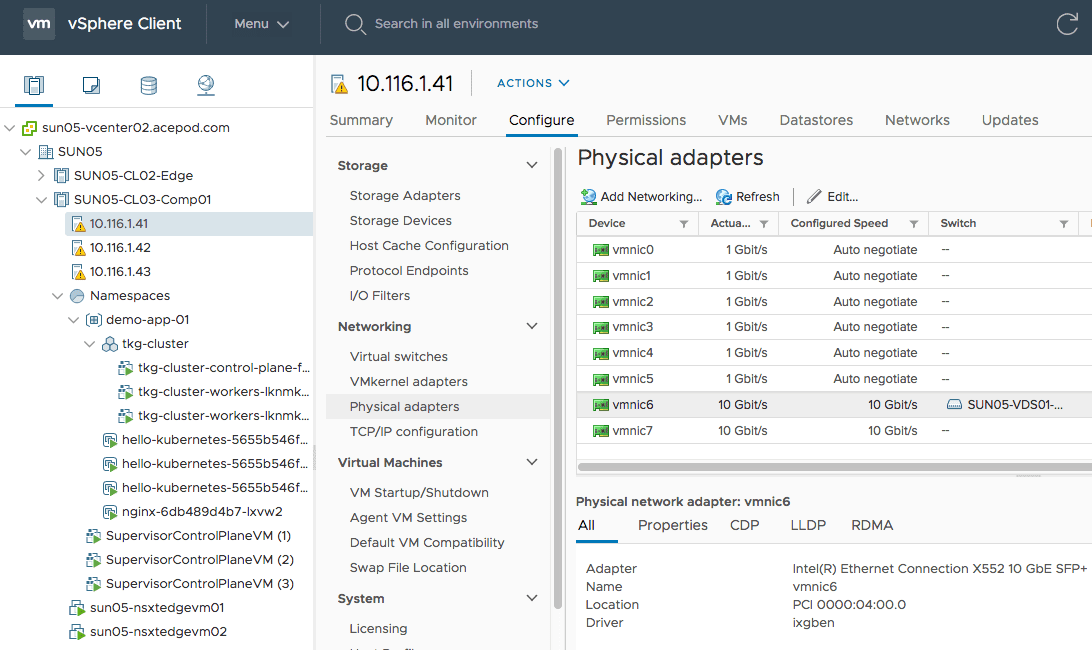 vm vSphere Client Menu Search in all environments
sun05-vcenter02.acepod.com
SUN05
SUN05-CL02-Edge
SUN05-CL03-Comp01
10.116.1.41
10.116.1.42
10.116.1.43
Namespaces
demo-app-01
tkg-cluster
tkg-cluster-control-plane-f...
tkg-cluster-workers-lknmk...
tkg-cluster-workers-lknmk...
hello-kubernetes-5655b546f...
hello-kubernetes-5655b546f...
hello-kubernetes-5655b546f...
nginx-6db489d4b7-lxvw2
SupervisorControlPlaneVM (1)
SupervisorControlPlaneVM (2)
SupervisorControlPlaneVM (3)
sun05-nsxtedgevm01
sun05-nsxtedgevm02
10.116.1.41 ACTIONS
Summary Monitor Configure Permissions VMs Datastores Networks Updates
Storage
Storage Adapters
Storage Devices
Host Cache Configuration
Protocol Endpoints
I/O Filters
Networking
Virtual switches
VMkernel adapters
Physical adapters
TCP/IP configuration
Virtual Machines
VM Startup/Shutdown
Agent VM Settings
Default VM Compatibility
Swap File Location
System
Licensing
Physical adapters
Add Networking... Refresh Edit...
Device Actua... Configured Speed Switch
vmnic0 1 Gbit/s Auto negotiate --
vmnic1 1 Gbit/s Auto negotiate --
vmnic2 1 Gbit/s Auto negotiate --
vmnic3 1 Gbit/s Auto negotiate --
vmnic4 1 Gbit/s Auto negotiate --
vmnic5 1 Gbit/s Auto negotiate --
vmnic6 10 Gbit/s 10 Gbit/s SUN05-VDS01-...
vmnic7 10 Gbit/s 10 Gbit/s --
Physical network adapter: vmnic6
All Properties CDP LLDP RDMA
Adapter Intel(R) Ethernet Connection X552 10 GbE SFP+
Name vmnic6
Location PCI 0000:04:00.0
Driver ixgben